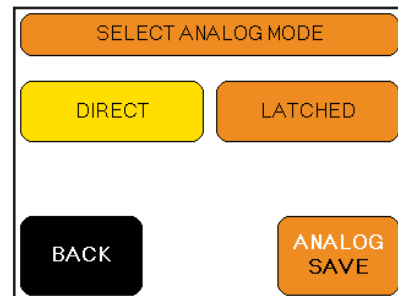 SELECT ANALOG MODE
DIRECT
LATCHED
BACK
ANALOG
SAVE